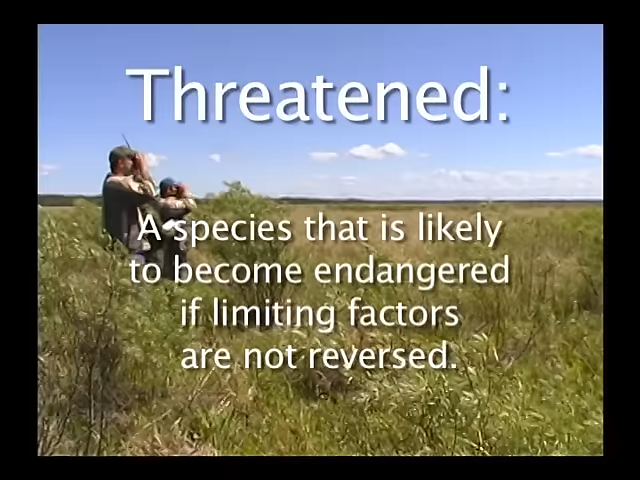 Threatened:
A species that is likely
to become endangered
if limiting factors
are not reversed.